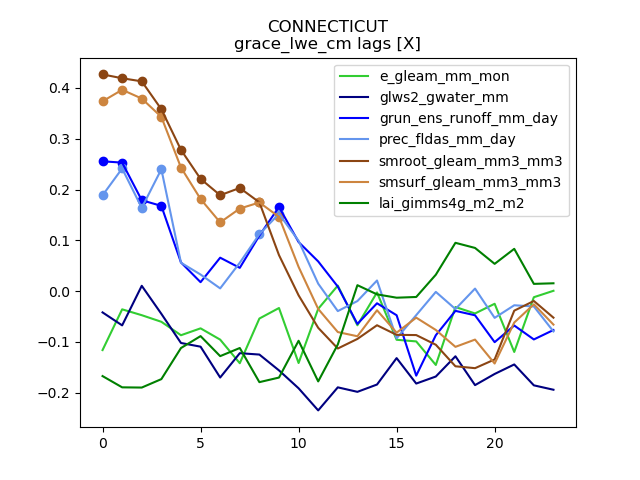 CONNECTICUT
grace_lwe_cm lags [X]
e_gleam_mm_mon
glws2_gwater_mm
grun_ens_runoff_mm_day
prec_fldas_mm_day
smroot_gleam_mm3_mm3
smsurf_gleam_mm3_mm3
lai_gimms4g_m2_m2
0.4
0.3
0.2
0.1
0.0
−0.1
−0.2
0 5 10 15 20